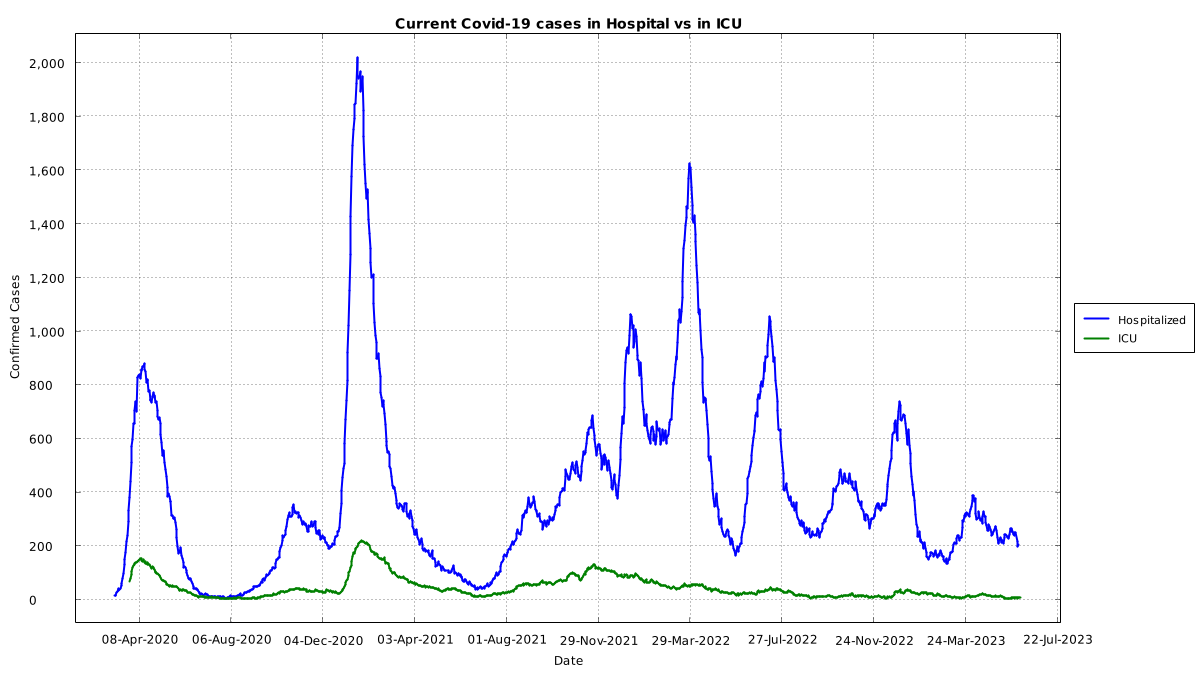 Current Covid-19 cases in Hospital vs in ICU
2,000
1,800
1,600
1,400
1,200
1,000
800
600
400
200
0
Confirmed Cases
08-Apr-2020 06-Aug-2020 04-Dec-2020 03-Apr-2021 01-Aug-2021 29-Nov-2021 29-Mar-2022 27-Jul-2022 24-Nov-2022 24-Mar-2023 22-Jul-2023
Date
Hospitalized
ICU